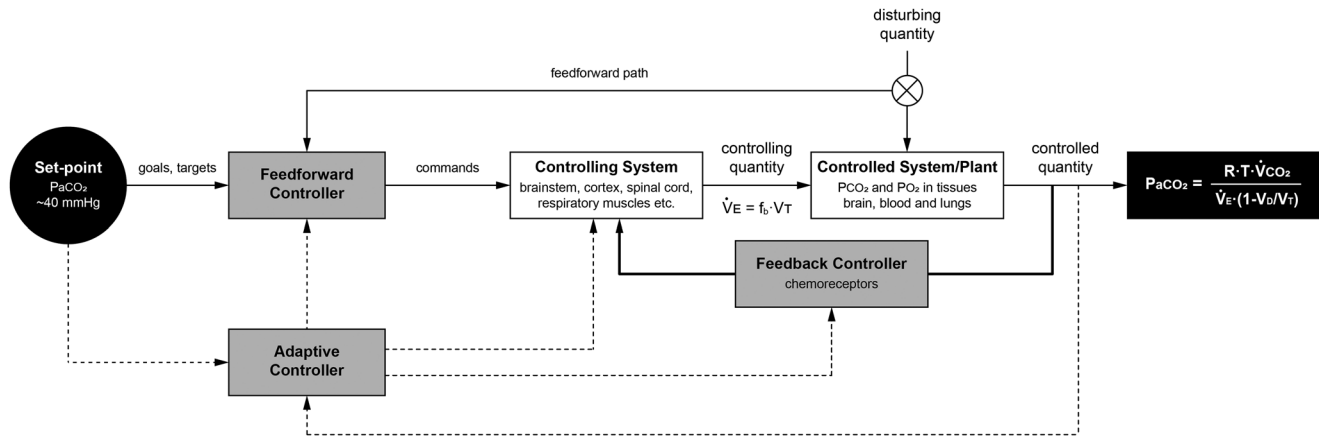 disturbing
quantity
feedforward path
Set-point
PaCO₂
~40 mmHg
goals, targets
Feedforward
Controller
commands
Controlling System
brainstem, cortex, spinal cord,
respiratory muscles etc.
controlling
quantity
V̇E = fb·VT
Controlled System/Plant
PCO₂ and PO₂ in tissues
brain, blood and lungs
controlled
quantity
PaCO₂ = R·T·V̇CO₂ / V̇E·(1-VD/VT)
Feedback Controller
chemoreceptors
Adaptive
Controller